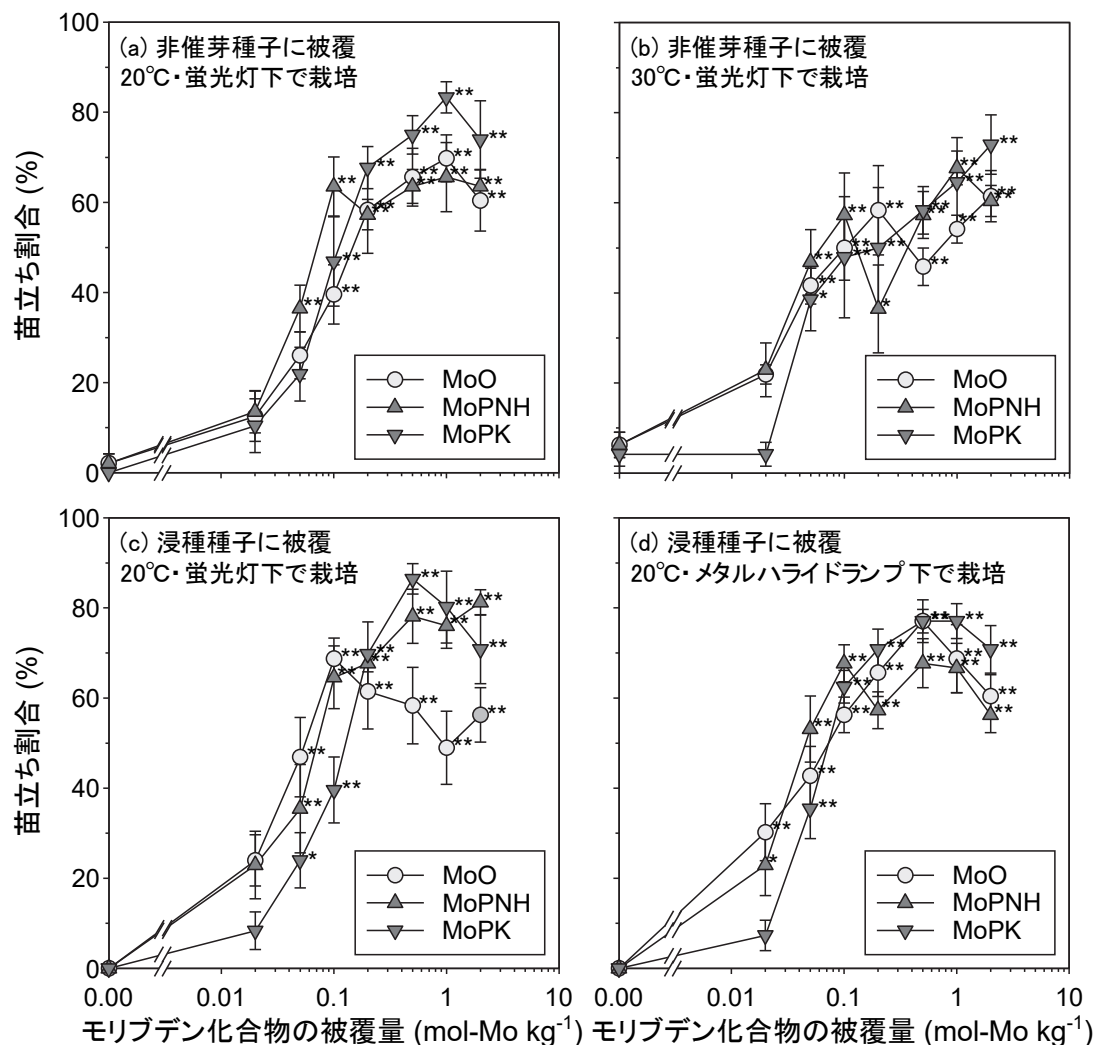 (a) 非催芽種子に被覆
20℃・蛍光灯下で栽培
(b) 非催芽種子に被覆
30℃・蛍光灯下で栽培
苗立ち割合 (%)
100
80
60
40
20
0
MoO
MoPNH
MoPK
MoO
MoPNH
MoPK
(c) 浸種種子に被覆
20℃・蛍光灯下で栽培
(d) 浸種種子に被覆
20℃・メタルハライドランプ下で栽培
苗立ち割合 (%)
100
80
60
40
20
0
MoO
MoPNH
MoPK
MoO
MoPNH
MoPK
0.00 0.01 0.1 1 10
0.00 0.01 0.1 1 10
モリブデン化合物の被覆量 (mol-Mo kg⁻¹)
モリブデン化合物の被覆量 (mol-Mo kg⁻¹)